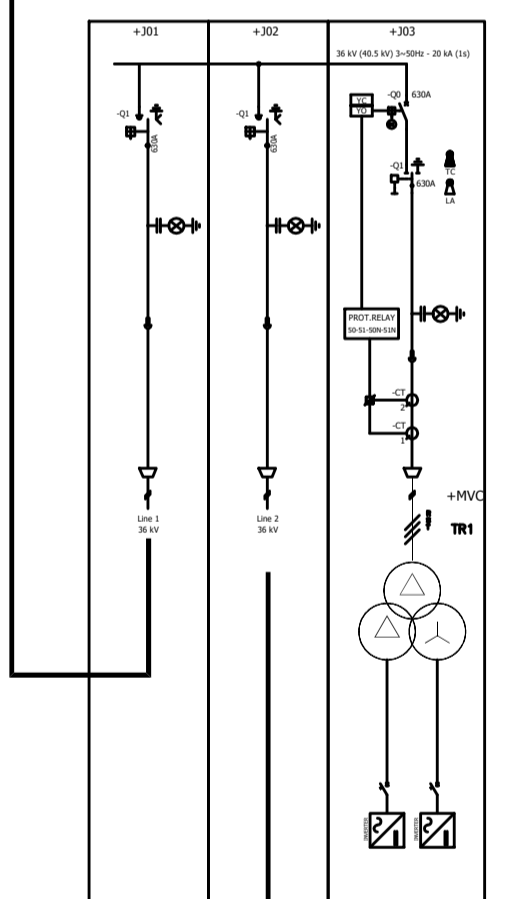 +J01
+J02
+J03
36 kV (40.5 kV) 3~50Hz - 20 kA (1s)
-Q1
630A
-Q1
630A
-Q0
630A
YC
YO
-Q1
630A
TC
LA
PROT.RELAY
50-51-50N-51N
-CT
2
-CT
1
Line 1
36 kV
Line 2
36 kV
+MVC
TR1
INVERTER
INVERTER